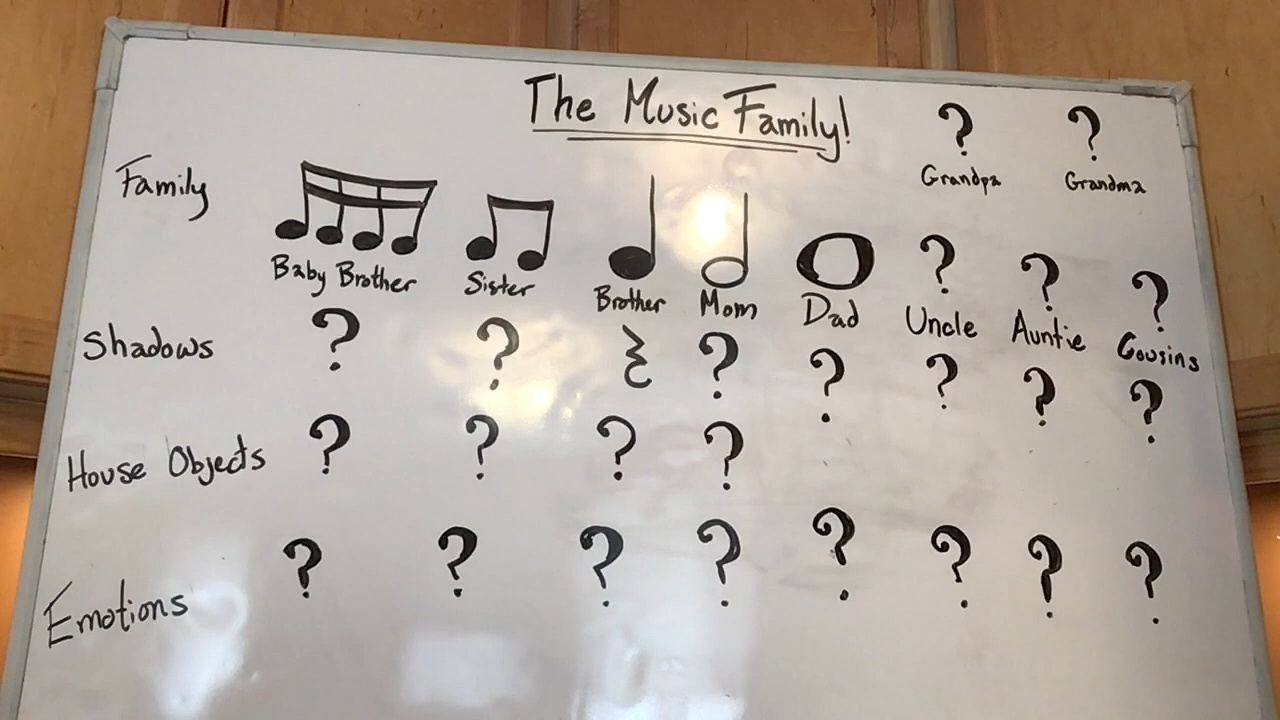 The Music Family!
? ?
Grandpa Grandma
Family
? ? ?
Baby Brother Sister Brother Mom Dad Uncle Auntie Cousins
Shadows ? ? ? ? ? ? ?
House Objects ? ? ? ?
Emotions ? ? ? ? ? ? ? ?